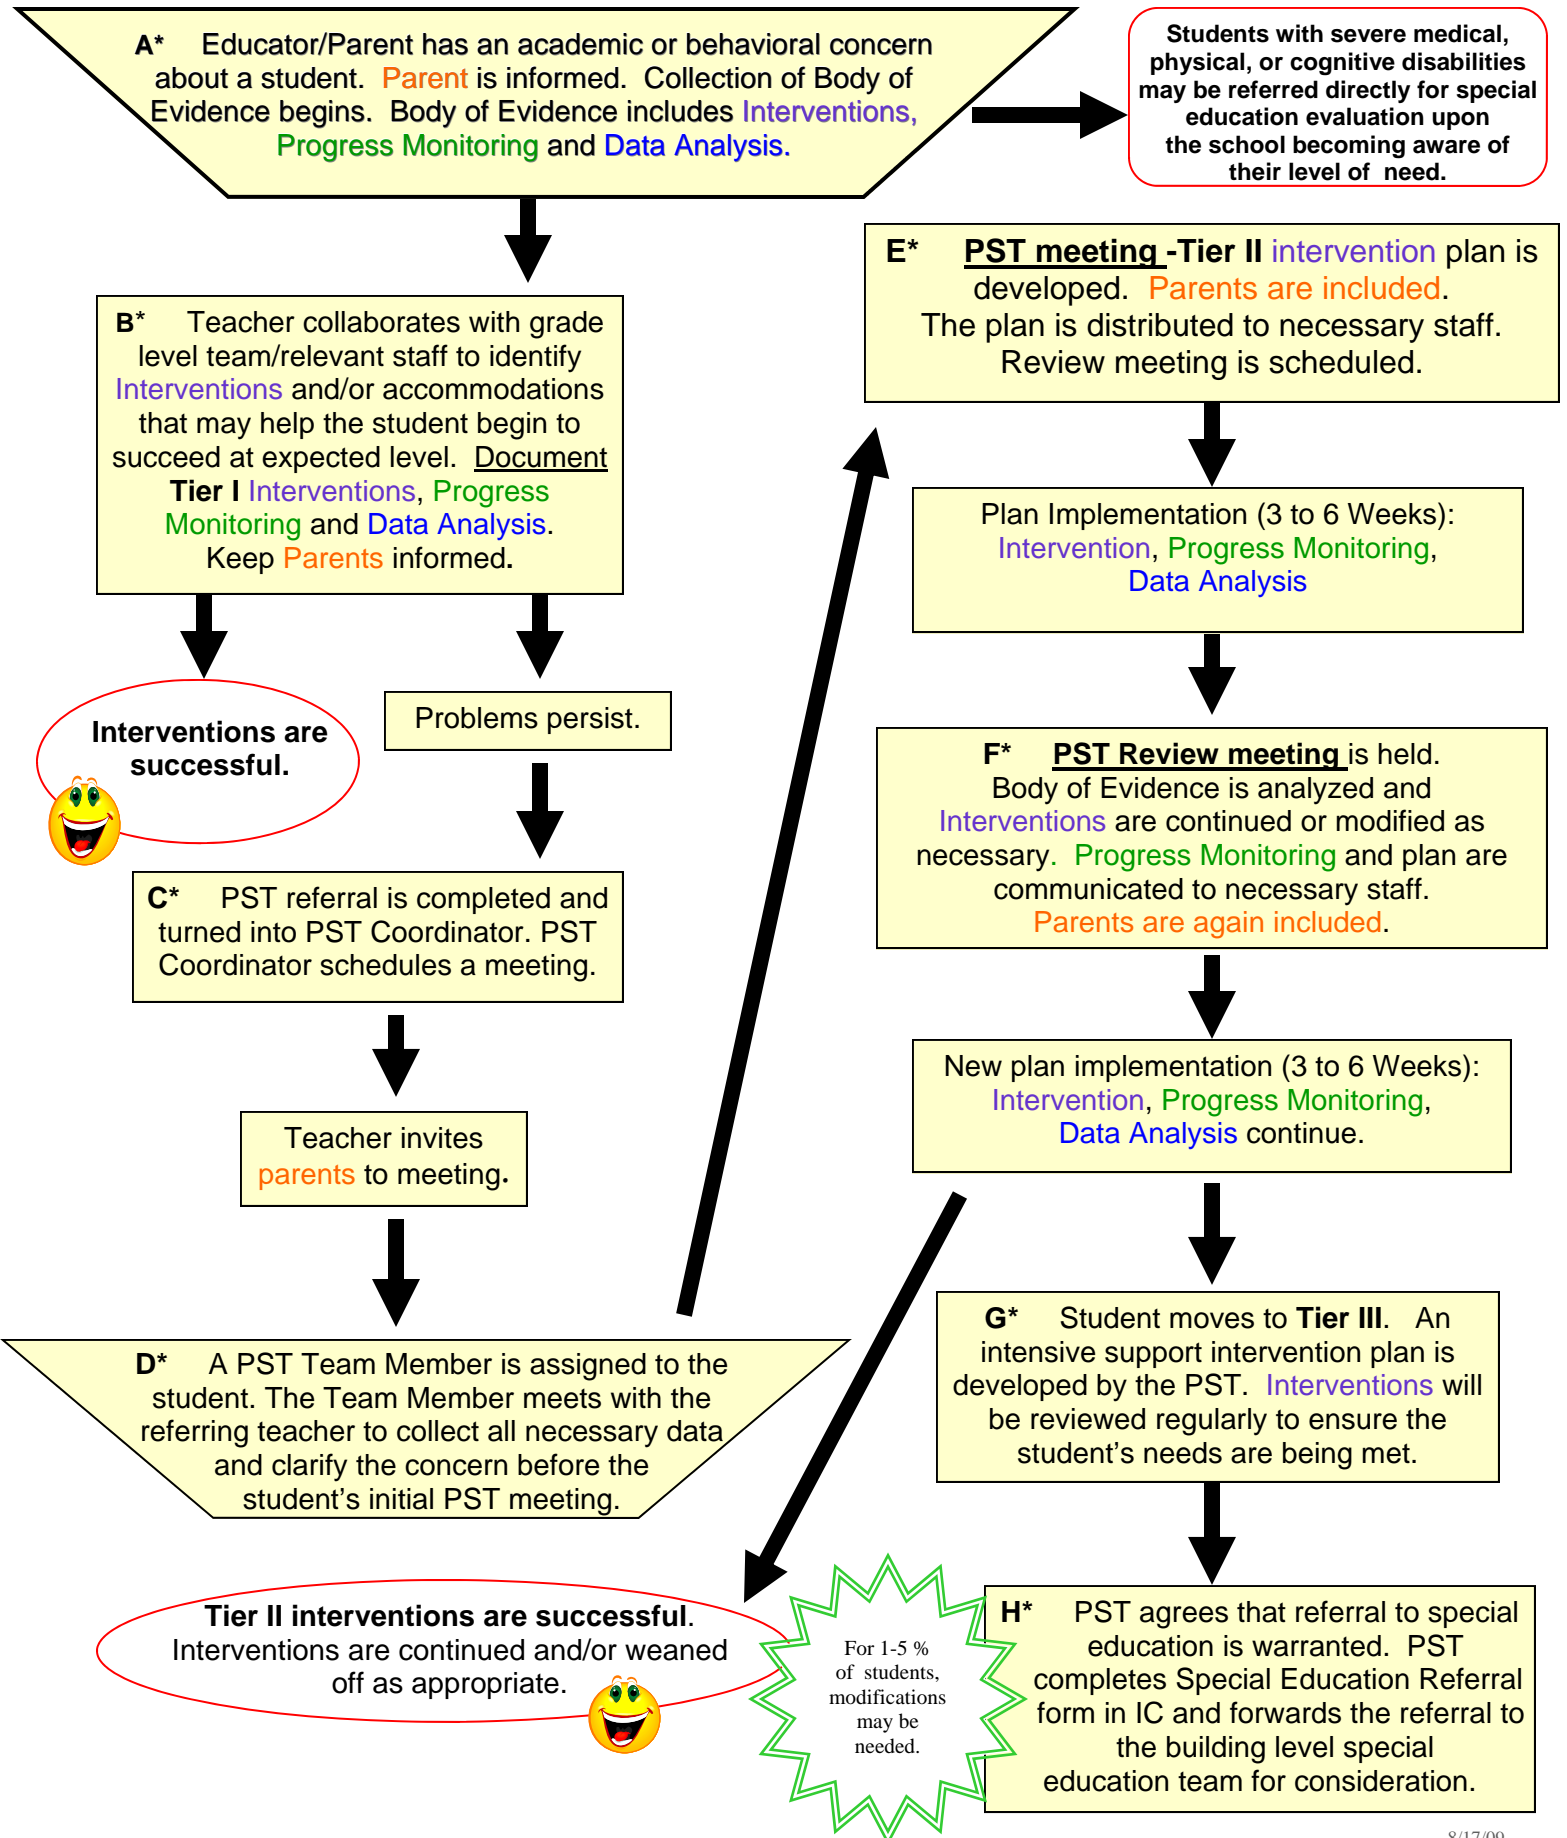 A* Educator/Parent has an academic or behavioral concern
about a student. Parent is informed. Collection of Body of
Evidence begins. Body of Evidence includes Interventions,
Progress Monitoring and Data Analysis.
Students with severe medical,
physical, or cognitive disabilities
may be referred directly for special
education evaluation upon
the school becoming aware of
their level of need.
B* Teacher collaborates with grade
level team/relevant staff to identify
Interventions and/or accommodations
that may help the student begin to
succeed at expected level. Document
Tier I Interventions, Progress
Monitoring and Data Analysis.
Keep Parents informed.
Interventions are
successful.
Problems persist.
C* PST referral is completed and
turned into PST Coordinator. PST
Coordinator schedules a meeting.
Teacher invites
parents to meeting.
D* A PST Team Member is assigned to the
student. The Team Member meets with the
referring teacher to collect all necessary data
and clarify the concern before the
student's initial PST meeting.
E* PST meeting -Tier II intervention plan is
developed. Parents are included.
The plan is distributed to necessary staff.
Review meeting is scheduled.
Plan Implementation (3 to 6 Weeks):
Intervention, Progress Monitoring,
Data Analysis
F* PST Review meeting is held.
Body of Evidence is analyzed and
Interventions are continued or modified as
necessary. Progress Monitoring and plan are
communicated to necessary staff.
Parents are again included.
New plan implementation (3 to 6 Weeks):
Intervention, Progress Monitoring,
Data Analysis continue.
Tier II interventions are successful.
Interventions are continued and/or weaned
off as appropriate.
G* Student moves to Tier III. An
intensive support intervention plan is
developed by the PST. Interventions will
be reviewed regularly to ensure the
student's needs are being met.
For 1-5 %
of students,
modifications
may be
needed.
H* PST agrees that referral to special
education is warranted. PST
completes Special Education Referral
form in IC and forwards the referral to
the building level special
education team for consideration.
8/17/09